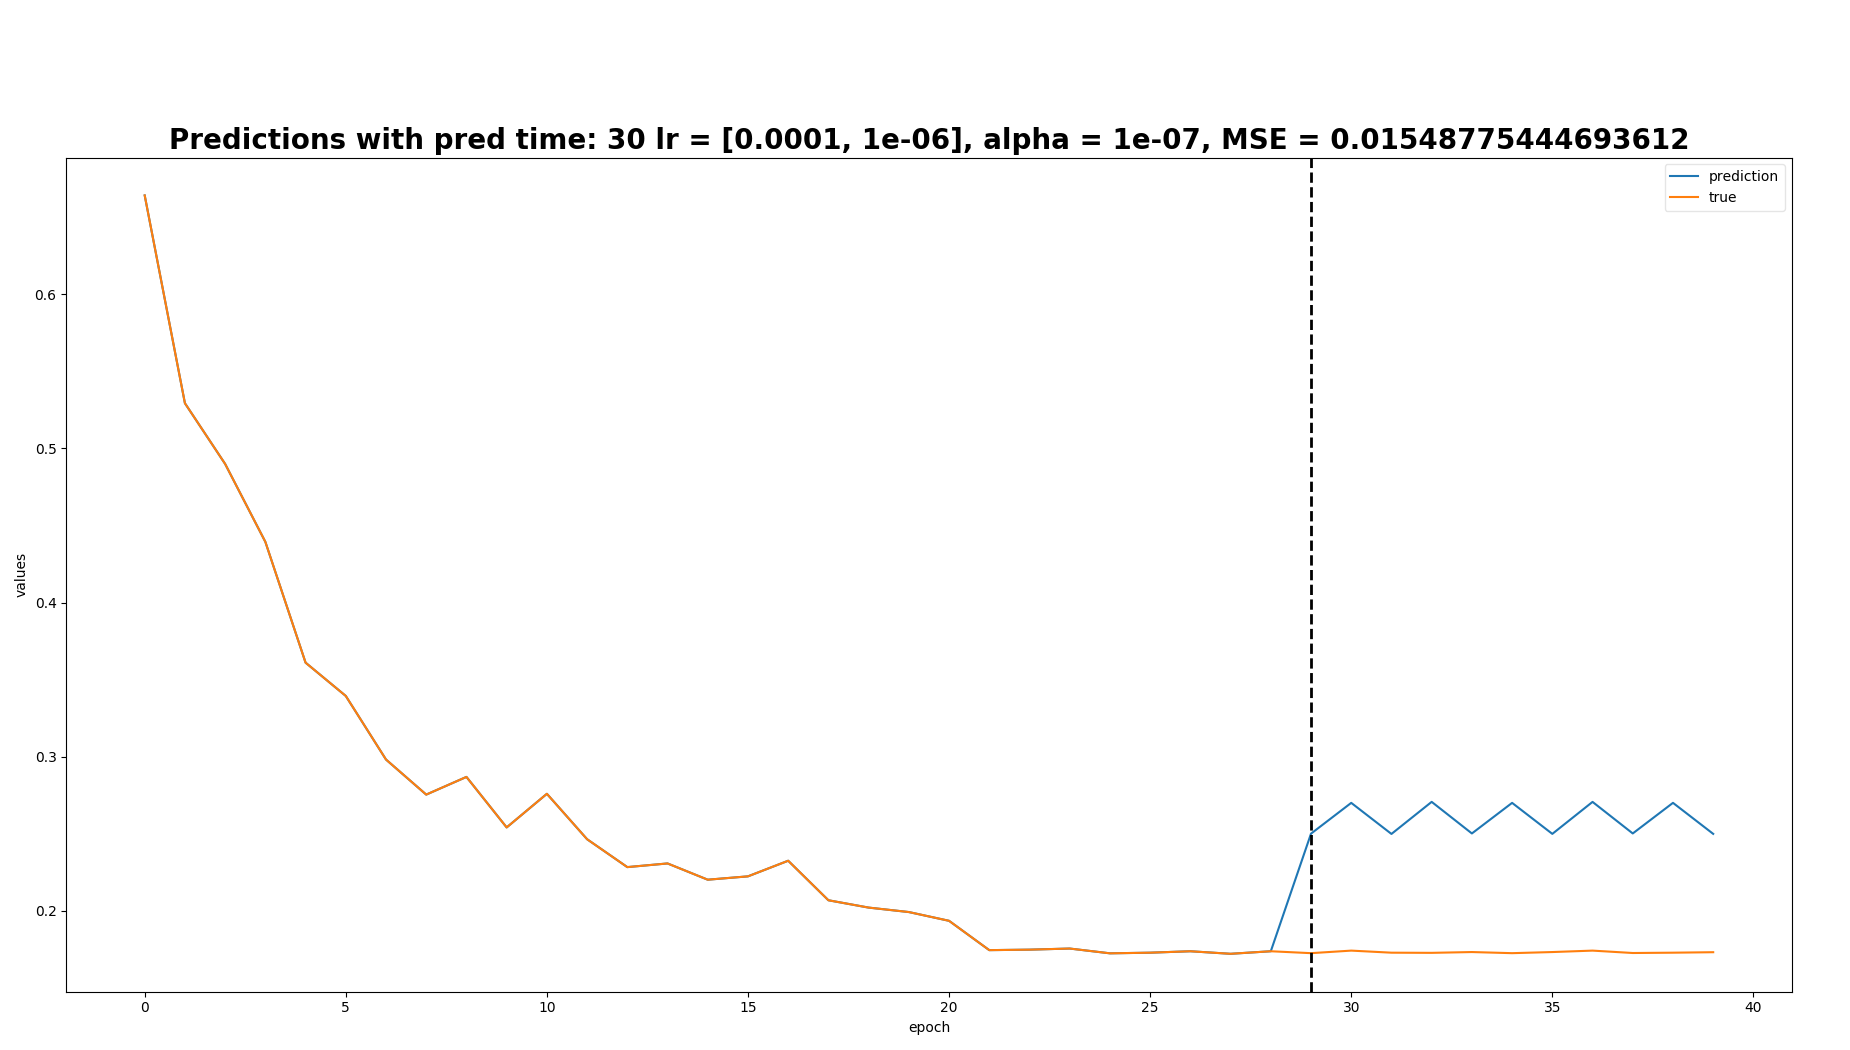 Predictions with pred time: 30 lr = [0.0001, 1e-06], alpha = 1e-07, MSE = 0.01548775444693612
prediction
true
0.6
0.5
0.4
0.3
0.2
values
0 5 10 15 20 25 30 35 40
epoch